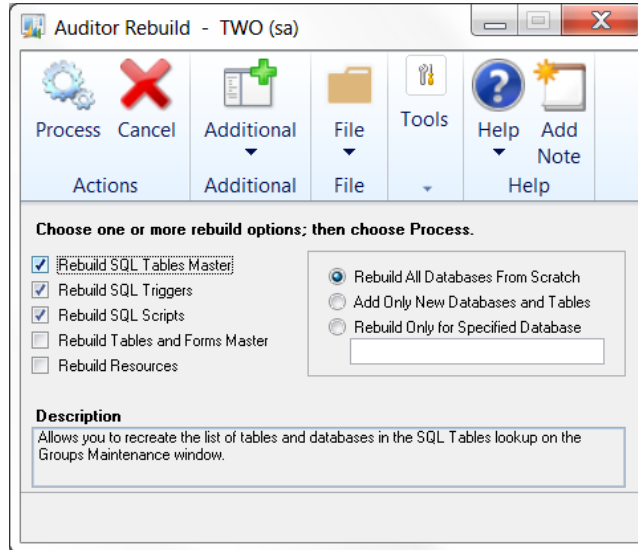 Auditor Rebuild - TWO (sa)
Process Cancel Additional File Tools Help Add Note
Actions Additional File Help
Choose one or more rebuild options; then choose Process.
Rebuild SQL Tables Master
Rebuild SQL Triggers
Rebuild SQL Scripts
Rebuild Tables and Forms Master
Rebuild Resources
Rebuild All Databases From Scratch
Add Only New Databases and Tables
Rebuild Only for Specified Database
Description
Allows you to recreate the list of tables and databases in the SQL Tables lookup on the
Groups Maintenance window.